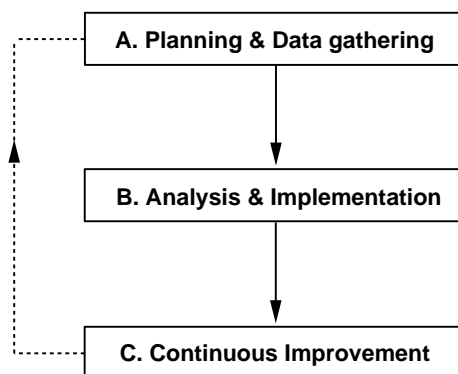 A. Planning & Data gathering
B. Analysis & Implementation
C. Continuous Improvement